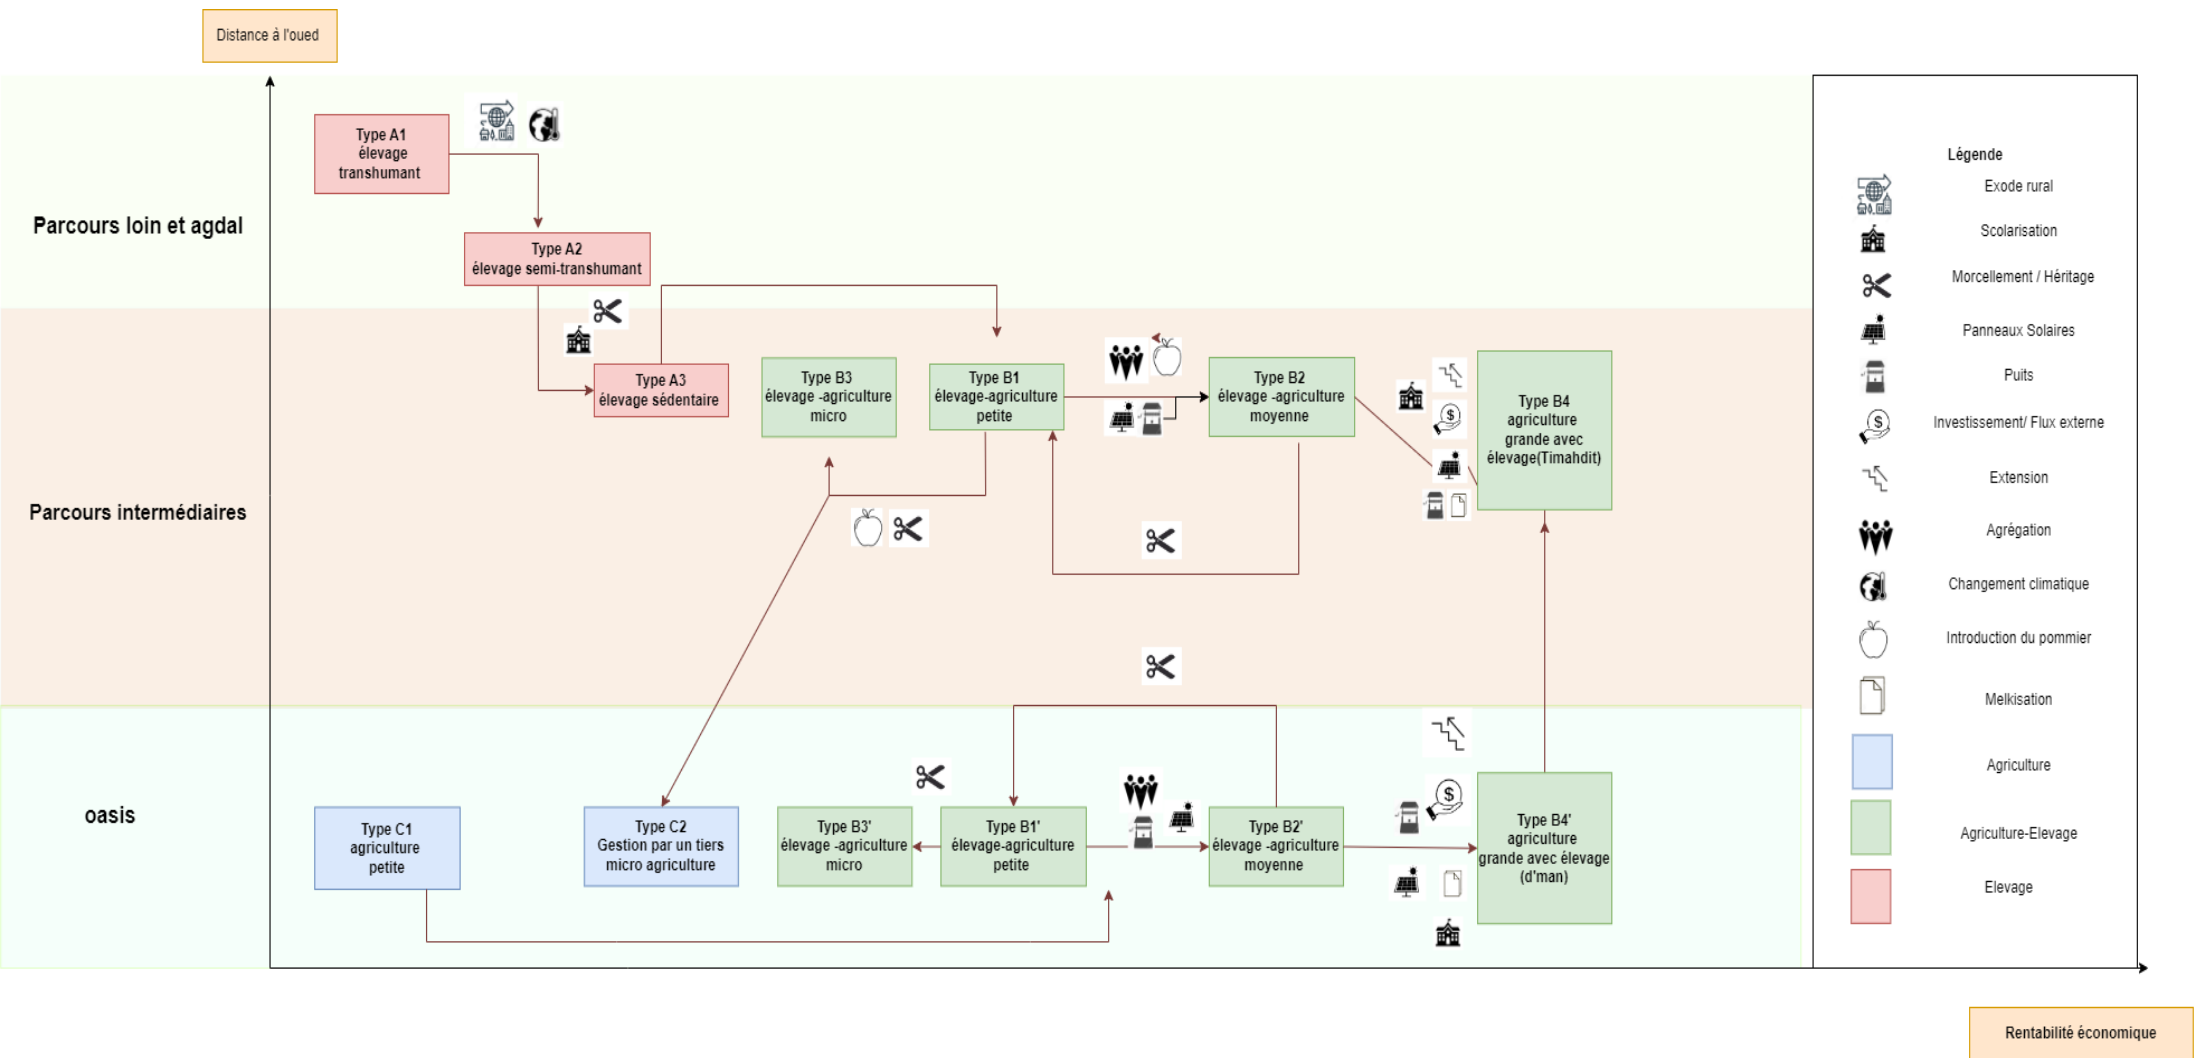 Distance à l'oued
Type A1
élevage
transhumant
Parcours loin et agdal
Type A2
élevage semi-transhumant
Type A3
élevage sédentaire
Type B3
élevage -agriculture
micro
Type B1
élevage-agriculture
petite
Type B2
élevage -agriculture
moyenne
Type B4
agriculture
grande avec
élevage(Timahdit)
Parcours intermédiaires
oasis
Type C1
agriculture
petite
Type C2
Gestion par un tiers
micro agriculture
Type B3'
élevage -agriculture
micro
Type B1'
élevage-agriculture
petite
Type B2'
élevage -agriculture
moyenne
Type B4'
agriculture
grande avec élevage
(d'man)
Légende
Exode rural
Scolarisation
Morcellement / Héritage
Panneaux Solaires
Puits
Investissement/ Flux externe
Extension
Agrégation
Changement climatique
Introduction du pommier
Melkisation
Agriculture
Agriculture-Elevage
Elevage
Rentabilité économique